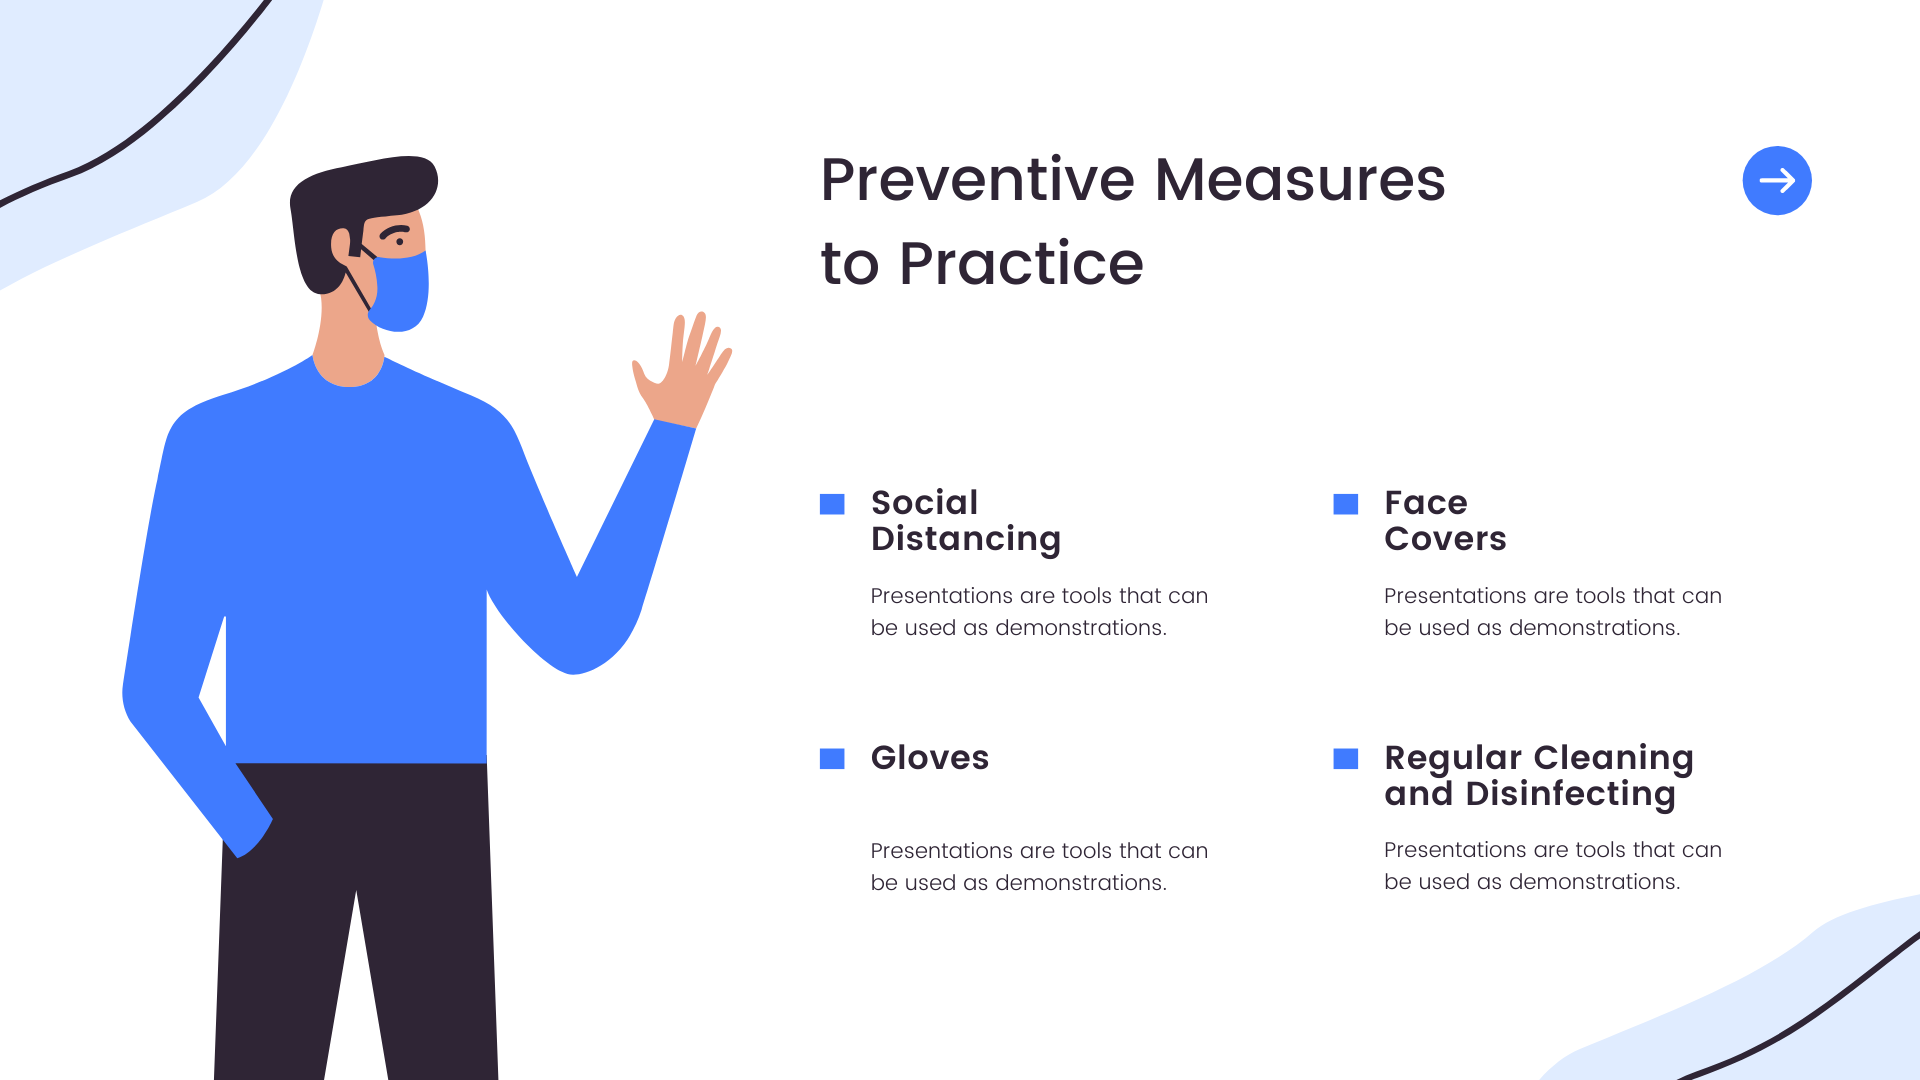 Preventive Measures
to Practice
Social
Distancing
Presentations are tools that can
be used as demonstrations.
Face
Covers
Presentations are tools that can
be used as demonstrations.
Gloves
Presentations are tools that can
be used as demonstrations.
Regular Cleaning
and Disinfecting
Presentations are tools that can
be used as demonstrations.